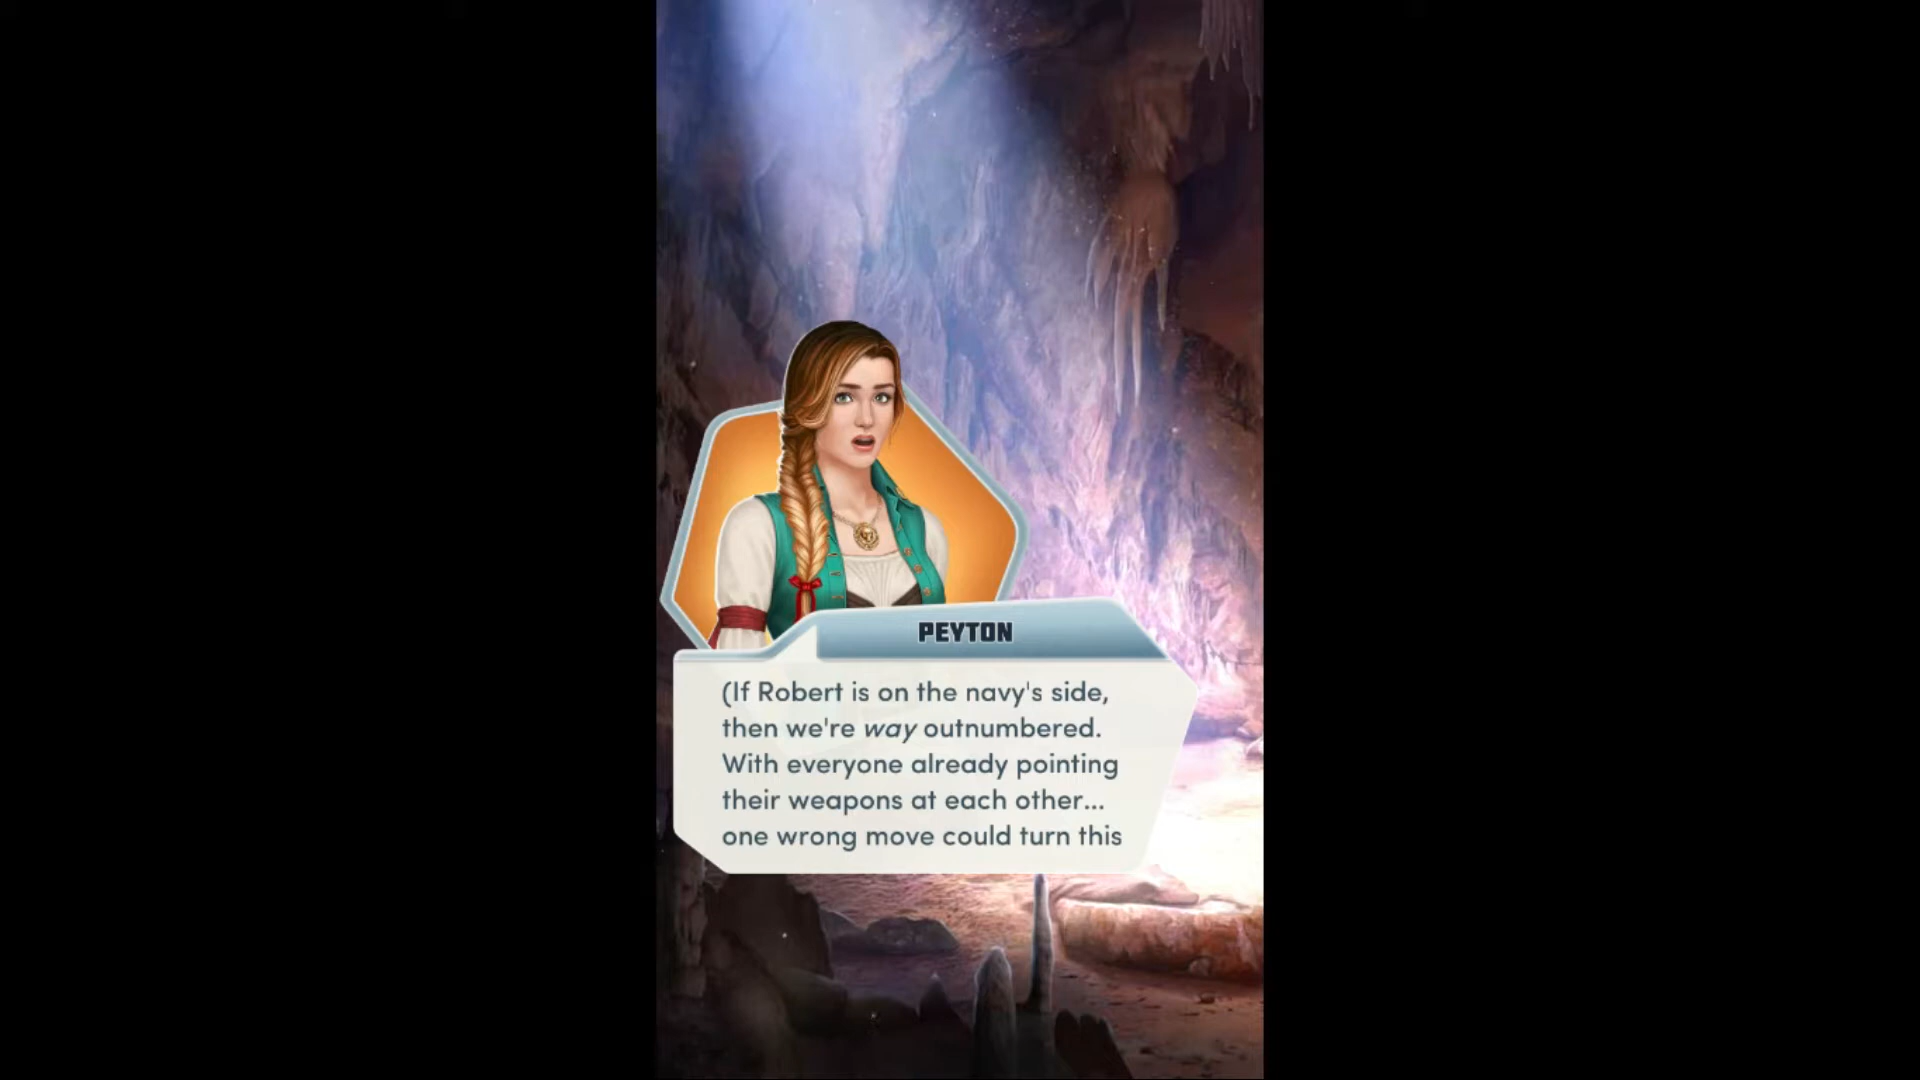 PEYTON
(If Robert is on the navy's side,
then we're way outnumbered.
With everyone already pointing
their weapons at each other...
one wrong move could turn this